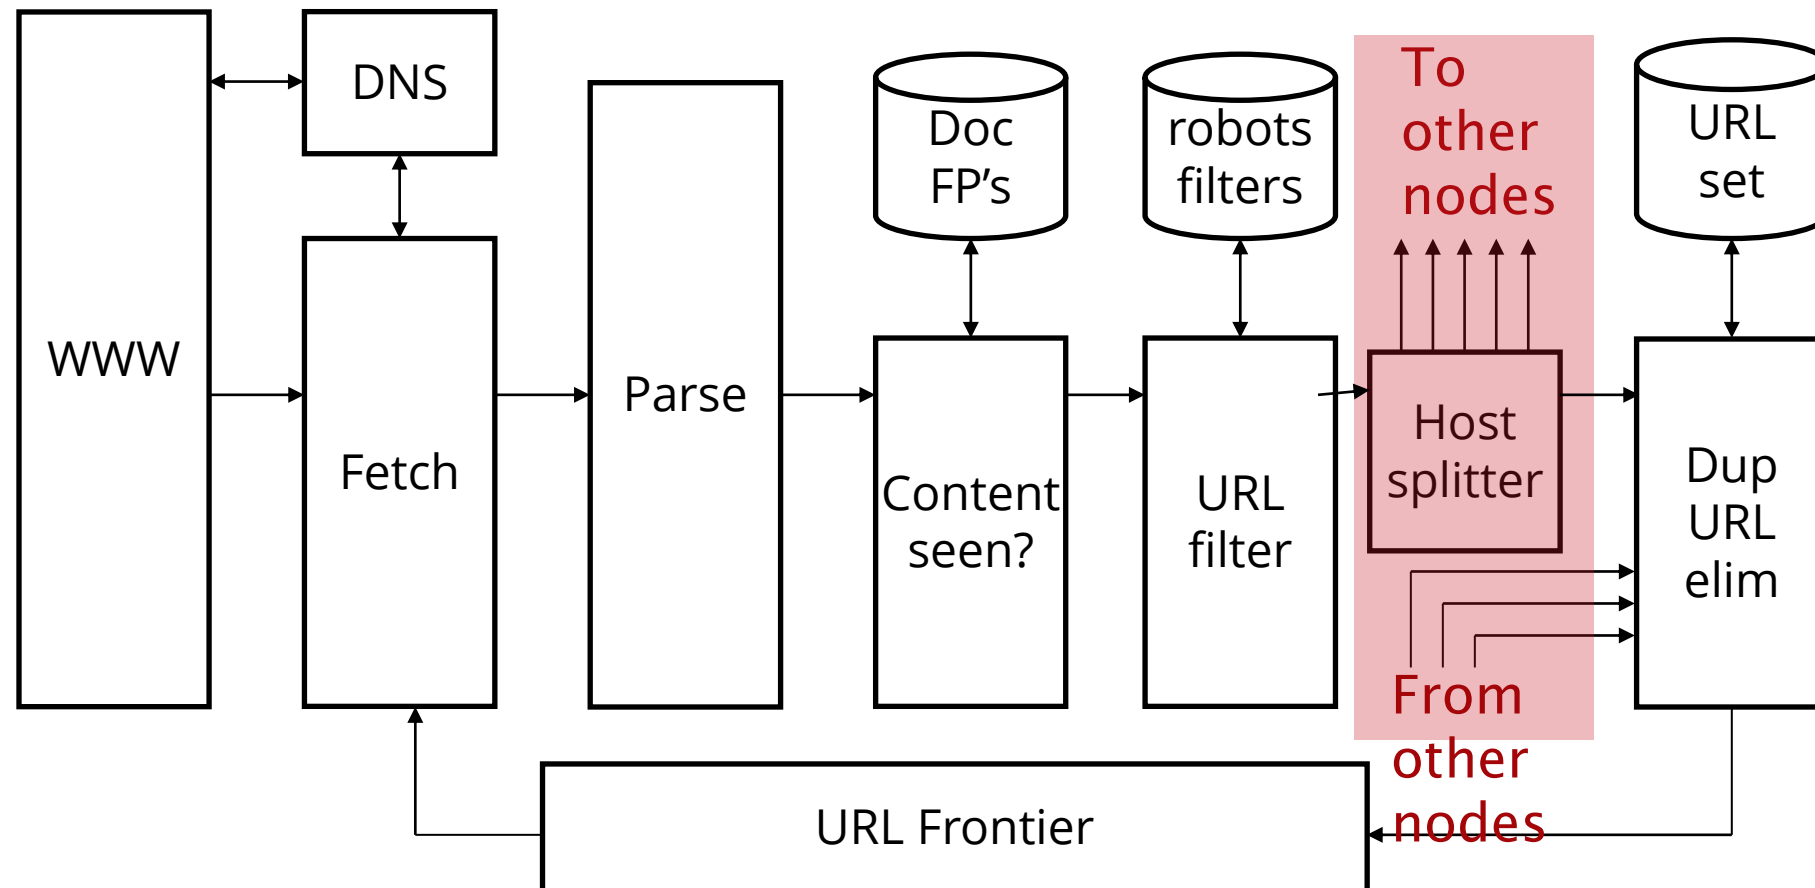 WWW
DNS
Fetch
Parse
Doc
FP’s
Content
seen?
robots
filters
URL
filter
To
other
nodes
Host
splitter
From
other
nodes
URL
set
Dup
URL
elim
URL Frontier